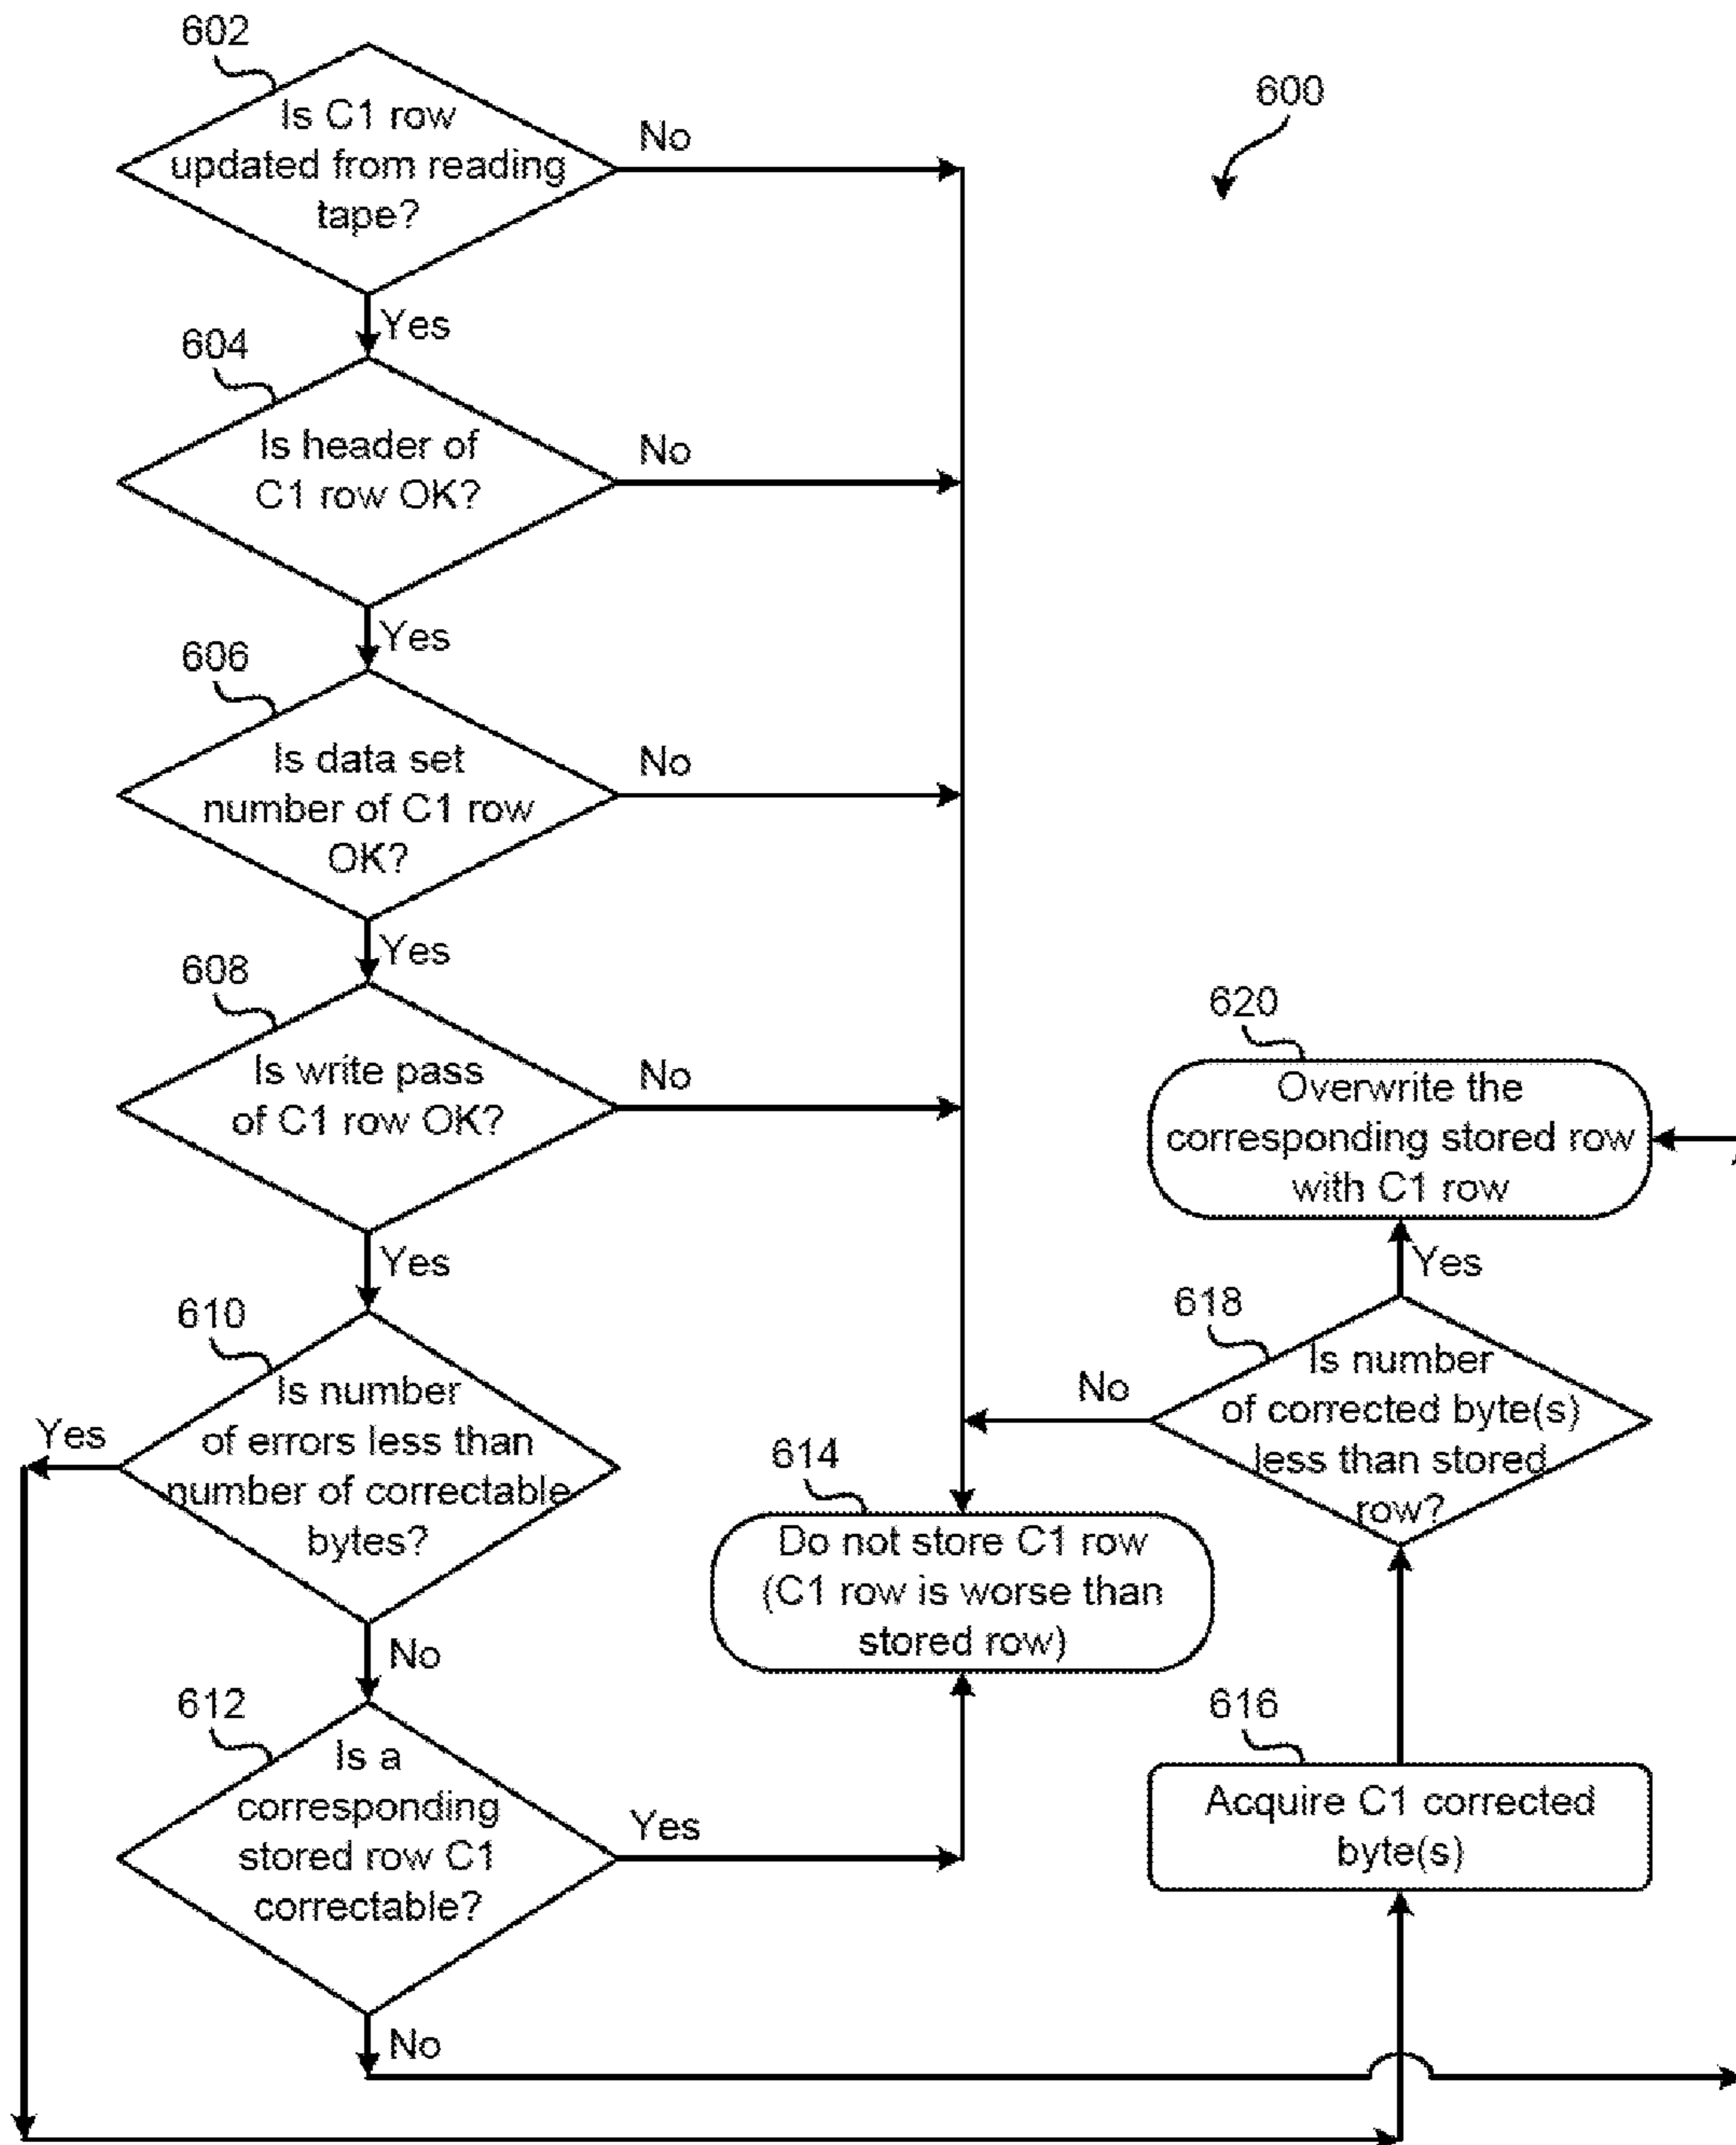 602
Is C1 row
updated from reading
tape?
No
600
Yes
604
Is header of
C1 row OK?
No
Yes
606
Is data set
number of C1 row
OK?
No
Yes
608
Is write pass
of C1 row OK?
No
Yes
620
Overwrite the
corresponding stored row
with C1 row
Yes
610
Is number
of errors less than
number of correctable
bytes?
Yes
No
618
Is number
of corrected byte(s)
less than stored
row?
No
614
Do not store C1 row
(C1 row is worse than
stored row)
612
Is a
corresponding
stored row C1
correctable?
Yes
No
616
Acquire C1 corrected
byte(s)